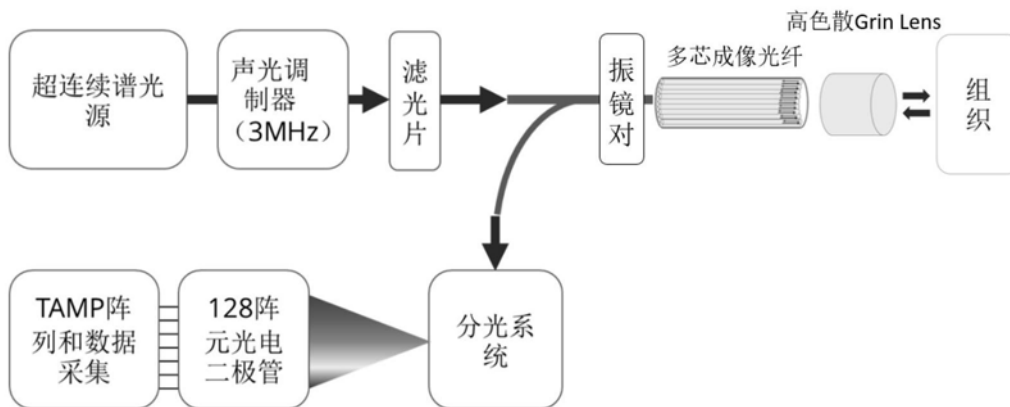 高色散Grin Lens
超连续谱光
源
声光调
制器
（3MHz）
滤
光
片
振
镜
对
多芯成像光纤
组
织
TAMP阵
列和数据
采集
128阵
元光电
二极管
分光系
统